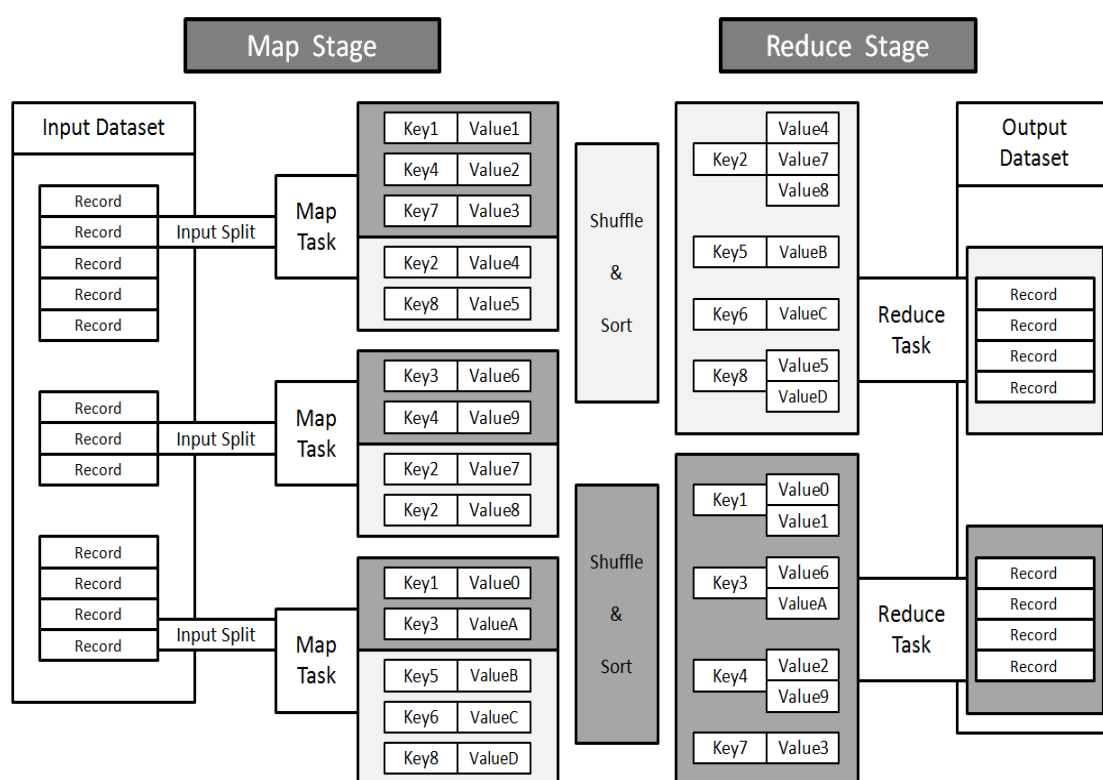 Map Stage
Reduce Stage
Input Dataset
Record
Record
Record
Record
Record
Input Split
Map
Task
Key1 Value1
Key4 Value2
Key7 Value3
Key2 Value4
Key8 Value5
Record
Record
Record
Input Split
Map
Task
Key3 Value6
Key4 Value9
Key2 Value7
Key2 Value8
Record
Record
Record
Record
Input Split
Map
Task
Key1 Value0
Key3 ValueA
Key5 ValueB
Key6 ValueC
Key8 ValueD
Shuffle
&
Sort
Shuffle
&
Sort
Value4
Key2 Value7
Value8
Key5 ValueB
Key6 ValueC
Key8 Value5
ValueD
Reduce
Task
Key1 Value0
Value1
Key3 Value6
ValueA
Key4 Value2
Value9
Key7 Value3
Reduce
Task
Output
Dataset
Record
Record
Record
Record
Record
Record
Record
Record